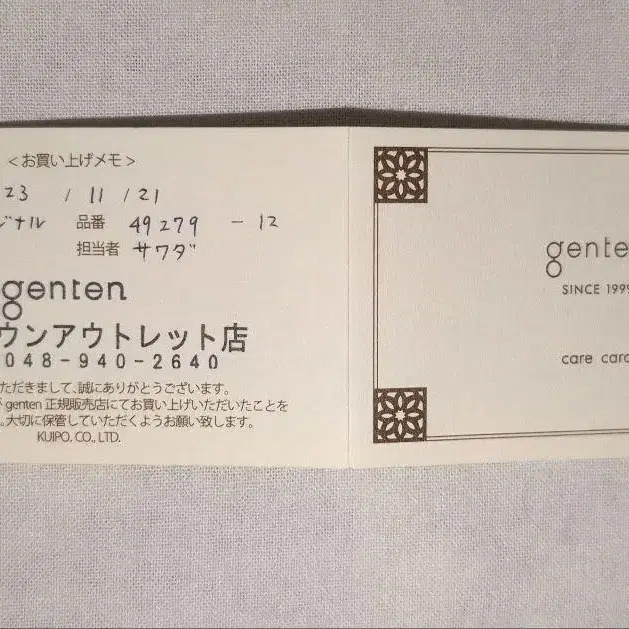 ＜お買い上げメモ＞
23 / 11 / 21
ジナル 品番 49279 － 12
担当者 サワダ
genten
ウンアウトレット店
048-940-2640
ただきまして、誠にありがとうございます。
genten 正規販売店にてお買い上げいただいたことを
。大切に保管していただくようお願い致します。
KUIPO, CO., LTD.
gente
SINCE 1999
care card